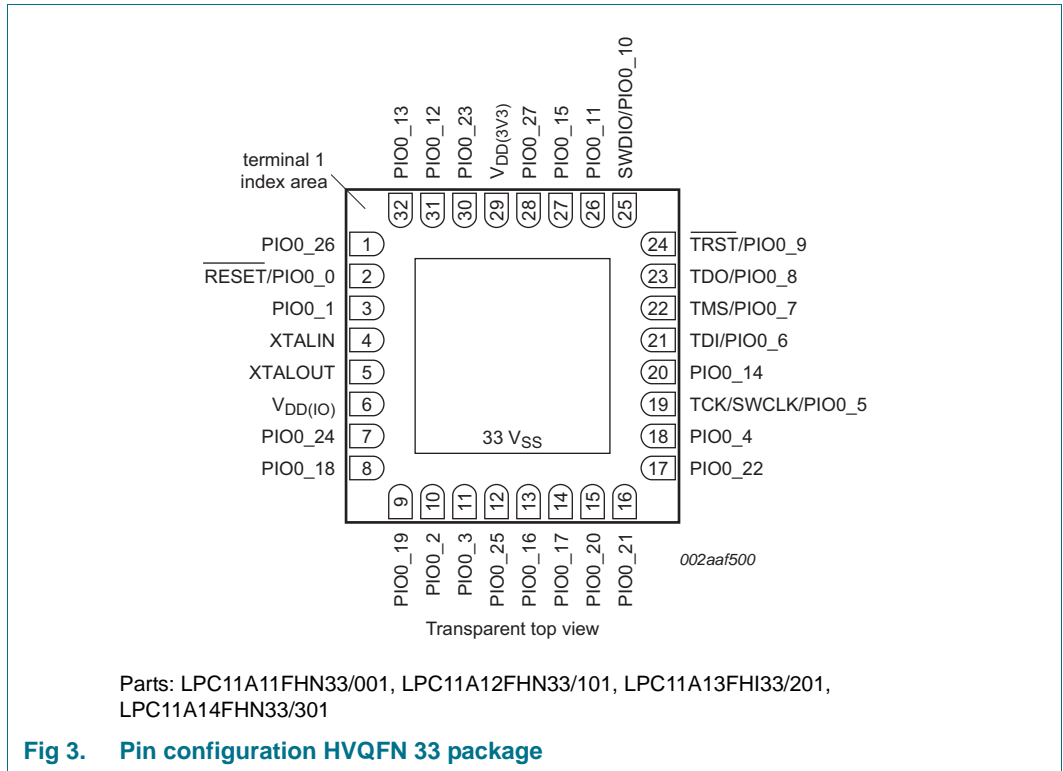 PIO0_13
PIO0_12
PIO0_23
VDD(3V3)
PIO0_27
PIO0_15
PIO0_11
SWDIO/PIO0_10
terminal 1
index area
32
31
30
29
28
27
26
25
PIO0_26 1
RESET/PIO0_0 2
PIO0_1 3
XTALIN 4
XTALOUT 5
VDD(IO) 6
PIO0_24 7
PIO0_18 8
24 TRST/PIO0_9
23 TDO/PIO0_8
22 TMS/PIO0_7
21 TDI/PIO0_6
20 PIO0_14
19 TCK/SWCLK/PIO0_5
18 PIO0_4
17 PIO0_22
33 VSS
9
10
11
12
13
14
15
16
PIO0_19
PIO0_2
PIO0_3
PIO0_25
PIO0_16
PIO0_17
PIO0_20
PIO0_21
002aaf500
Transparent top view
Parts: LPC11A11FHN33/001, LPC11A12FHN33/101, LPC11A13FHI33/201,
LPC11A14FHN33/301
Fig 3. Pin configuration HVQFN 33 package